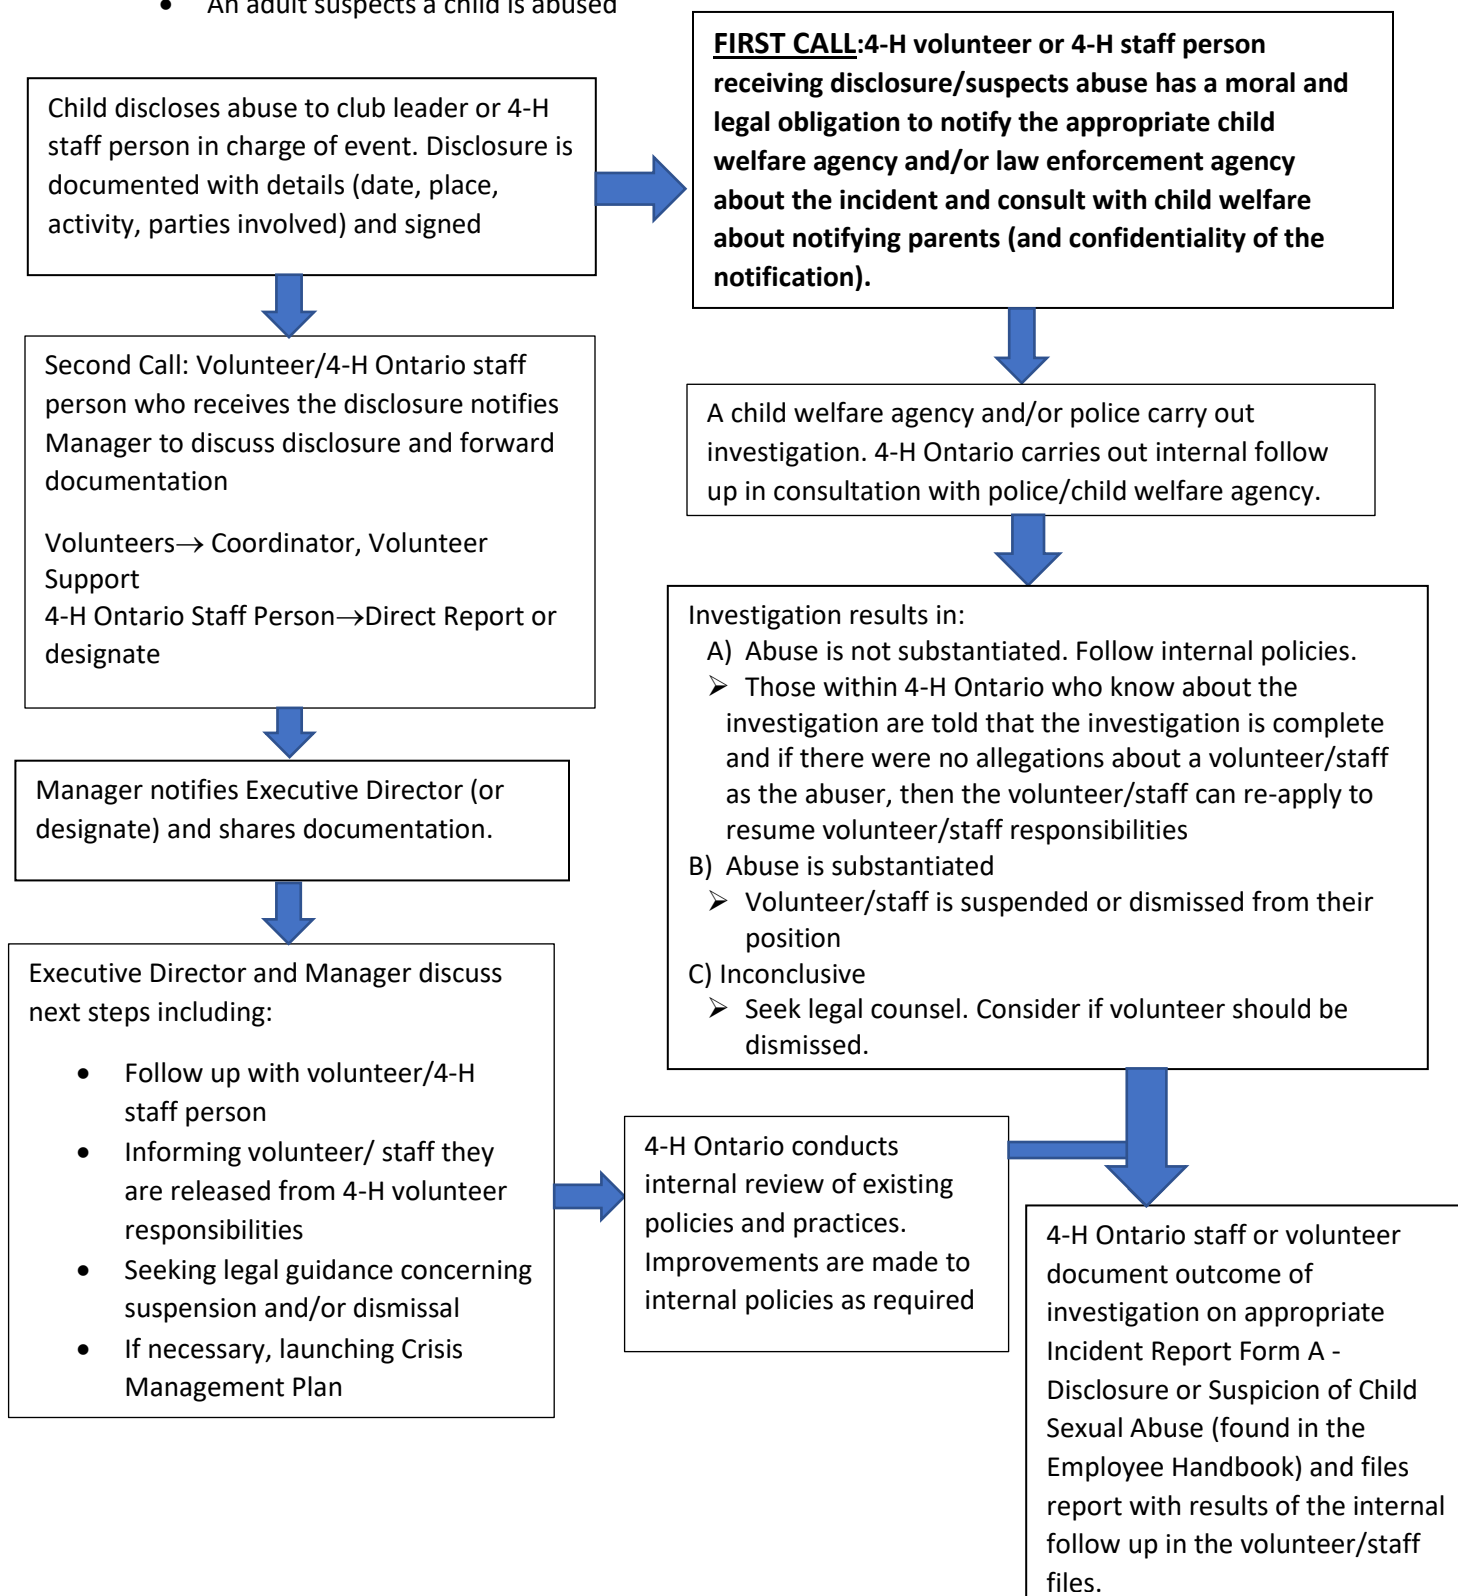 • An adult suspects a child is abused
FIRST CALL:4-H volunteer or 4-H staff person
receiving disclosure/suspects abuse has a moral and
legal obligation to notify the appropriate child
welfare agency and/or law enforcement agency
about the incident and consult with child welfare
about notifying parents (and confidentiality of the
notification).
Child discloses abuse to club leader or 4-H
staff person in charge of event. Disclosure is
documented with details (date, place,
activity, parties involved) and signed
Second Call: Volunteer/4-H Ontario staff
person who receives the disclosure notifies
Manager to discuss disclosure and forward
documentation
Volunteers→ Coordinator, Volunteer
Support
4-H Ontario Staff Person→Direct Report or
designate
A child welfare agency and/or police carry out
investigation. 4-H Ontario carries out internal follow
up in consultation with police/child welfare agency.
Investigation results in:
A) Abuse is not substantiated. Follow internal policies.
➢ Those within 4-H Ontario who know about the
investigation are told that the investigation is complete
and if there were no allegations about a volunteer/staff
as the abuser, then the volunteer/staff can re-apply to
resume volunteer/staff responsibilities
B) Abuse is substantiated
➢ Volunteer/staff is suspended or dismissed from their
position
C) Inconclusive
➢ Seek legal counsel. Consider if volunteer should be
dismissed.
Manager notifies Executive Director (or
designate) and shares documentation.
Executive Director and Manager discuss
next steps including:
• Follow up with volunteer/4-H
staff person
• Informing volunteer/ staff they
are released from 4-H volunteer
responsibilities
• Seeking legal guidance concerning
suspension and/or dismissal
• If necessary, launching Crisis
Management Plan
4-H Ontario conducts
internal review of existing
policies and practices.
Improvements are made to
internal policies as required
4-H Ontario staff or volunteer
document outcome of
investigation on appropriate
Incident Report Form A -
Disclosure or Suspicion of Child
Sexual Abuse (found in the
Employee Handbook) and files
report with results of the internal
follow up in the volunteer/staff
files.